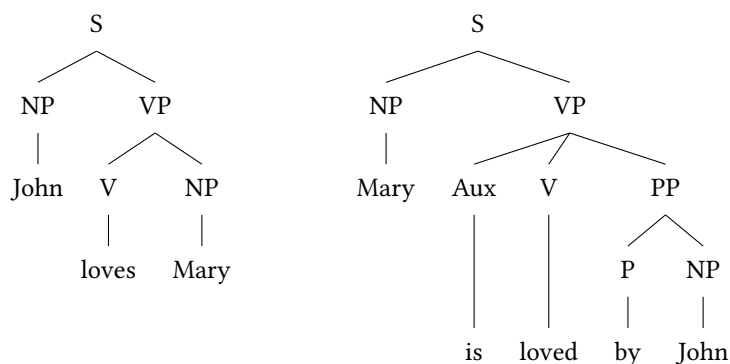 S S
NP VP NP VP
John V NP Mary Aux V PP
loves Mary P NP
is loved by John